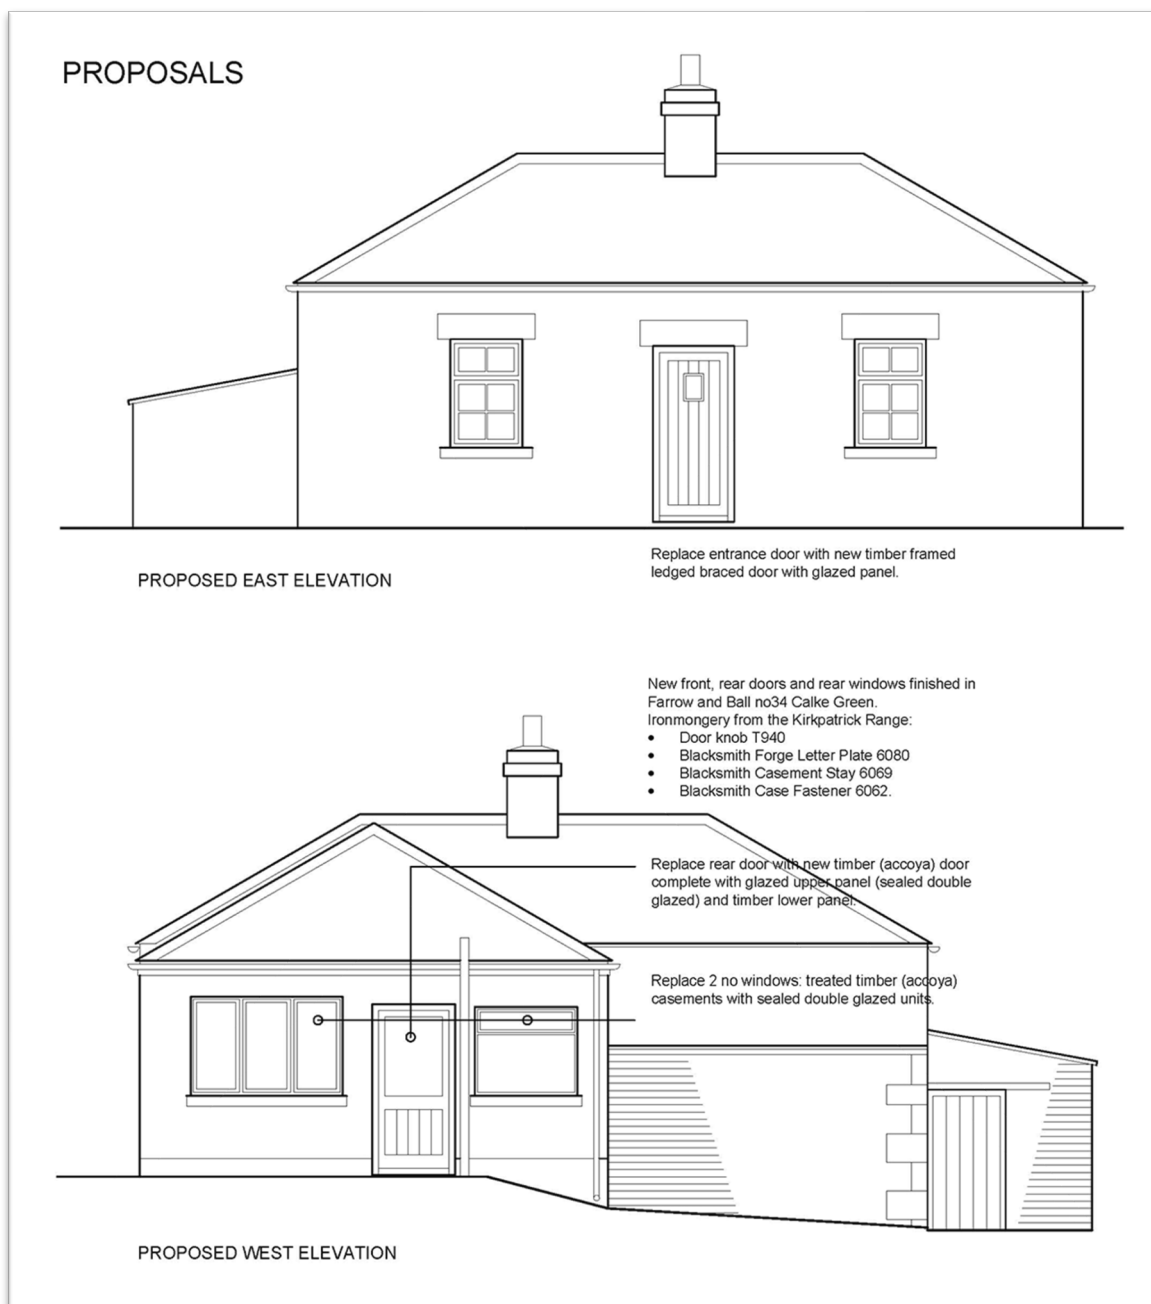 PROPOSALS
Replace entrance door with new timber framed
ledged braced door with glazed panel.
PROPOSED EAST ELEVATION
New front, rear doors and rear windows finished in
Farrow and Ball no34 Calke Green.
Ironmongery from the Kirkpatrick Range:
• Door knob T940
• Blacksmith Forge Letter Plate 6080
• Blacksmith Casement Stay 6069
• Blacksmith Case Fastener 6062.
Replace rear door with new timber (accoya) door
complete with glazed upper panel (sealed double
glazed) and timber lower panel.
Replace 2 no windows: treated timber (accoya)
casements with sealed double glazed units.
PROPOSED WEST ELEVATION